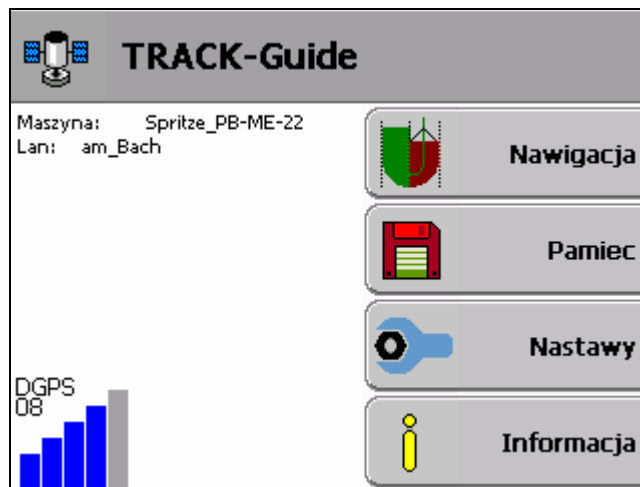 TRACK-Guide
Maszyna: Spritze_PB-ME-22
Lan: am_Bach
Nawigacja
Pamiec
Nastawy
Informacja
DGPS
08